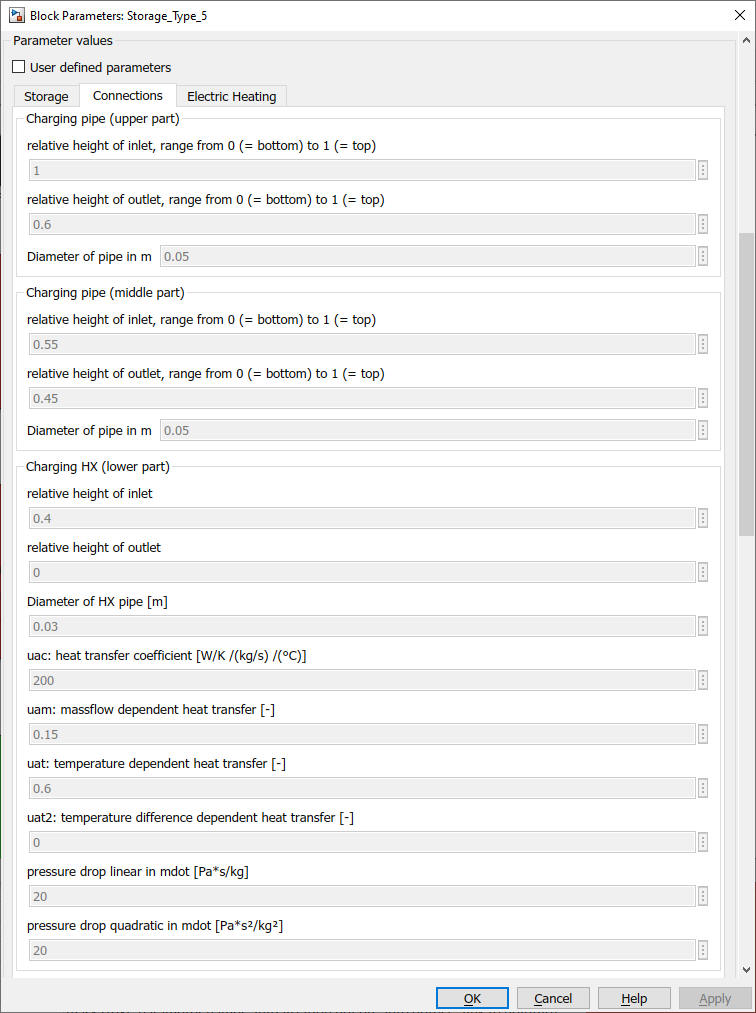 Block Parameters: Storage_Type_5
Parameter values
User defined parameters
Storage
Connections
Electric Heating
Charging pipe (upper part)
relative height of inlet, range from 0 (= bottom) to 1 (= top)
1
relative height of outlet, range from 0 (= bottom) to 1 (= top)
0.6
Diameter of pipe in m 0.05
Charging pipe (middle part)
relative height of inlet, range from 0 (= bottom) to 1 (= top)
0.55
relative height of outlet, range from 0 (= bottom) to 1 (= top)
0.45
Diameter of pipe in m 0.05
Charging HX (lower part)
relative height of inlet
0.4
relative height of outlet
0
Diameter of HX pipe [m]
0.03
uac: heat transfer coefficient [W/K /(kg/s) /(°C)]
200
uam: massflow dependent heat transfer [-]
0.15
uat: temperature dependent heat transfer [-]
0.6
uat2: temperature difference dependent heat transfer [-]
0
pressure drop linear in mdot [Pa*s/kg]
20
pressure drop quadratic in mdot [Pa*s²/kg²]
20
OK
Cancel
Help
Apply